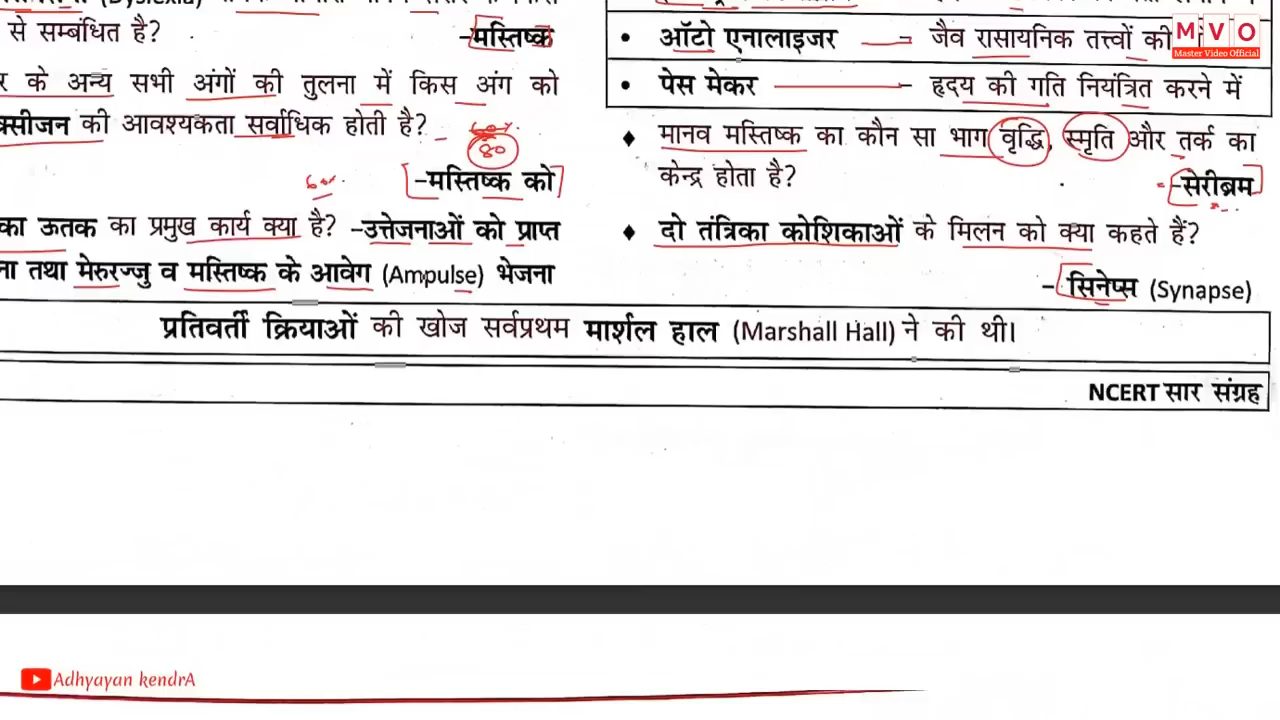 से सम्बंधित है?
-मस्तिष्क
के अन्य सभी अंगों की तुलना में किस अंग को
की आवश्यकता सर्वाधिक होती है?
80
-मस्तिष्क को
का ऊतक का प्रमुख कार्य क्या है? -उत्तेजनाओं को प्राप्त
तथा मेरुरज्जु व मस्तिष्क के आवेग (Ampulse) भेजना
• ऑटो एनालाइजर - जैव रासायनिक तत्त्वों की
• पेस मेकर - हृदय की गति नियंत्रित करने में
♦ मानव मस्तिष्क का कौन सा भाग वृद्धि, स्मृति और तर्क का
केन्द्र होता है?
-सेरीब्रम
♦ दो तंत्रिका कोशिकाओं के मिलन को क्या कहते हैं?
- सिनेप्स (Synapse)
प्रतिवर्ती क्रियाओं की खोज सर्वप्रथम मार्शल हाल (Marshall Hall) ने की थी।
NCERT सार संग्रह
MVO
Master Video Official
Adhyayan kendrA